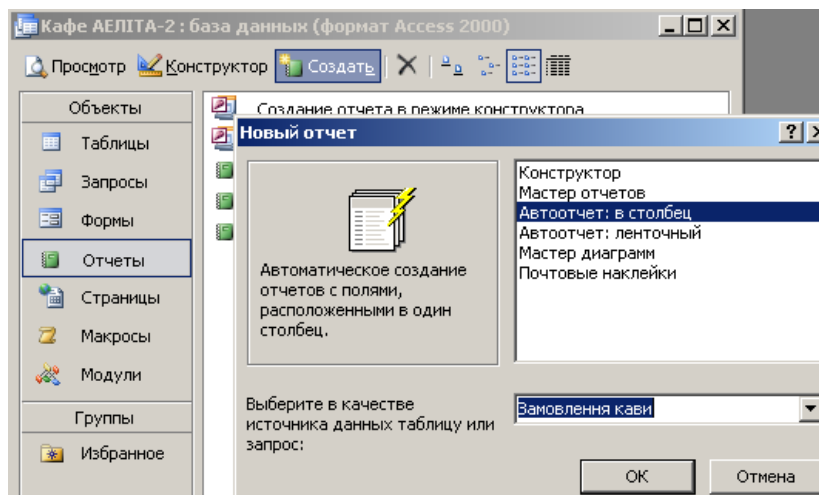 Кафе АЕЛІТА-2 : база данных (формат Access 2000)
Просмотр Конструктор Создать
Объекты
Таблицы
Запросы
Формы
Отчеты
Страницы
Макросы
Модули
Группы
Избранное
Создание отчета в режиме конструктора
Новый отчет
Автоматическое создание
отчетов с полями,
расположенными в один
столбец.
Конструктор
Мастер отчетов
Автоотчет: в столбец
Автоотчет: ленточный
Мастер диаграмм
Почтовые наклейки
Выберите в качестве
источника данных таблицу или
запрос:
Замовлення кави
ОК Отмена